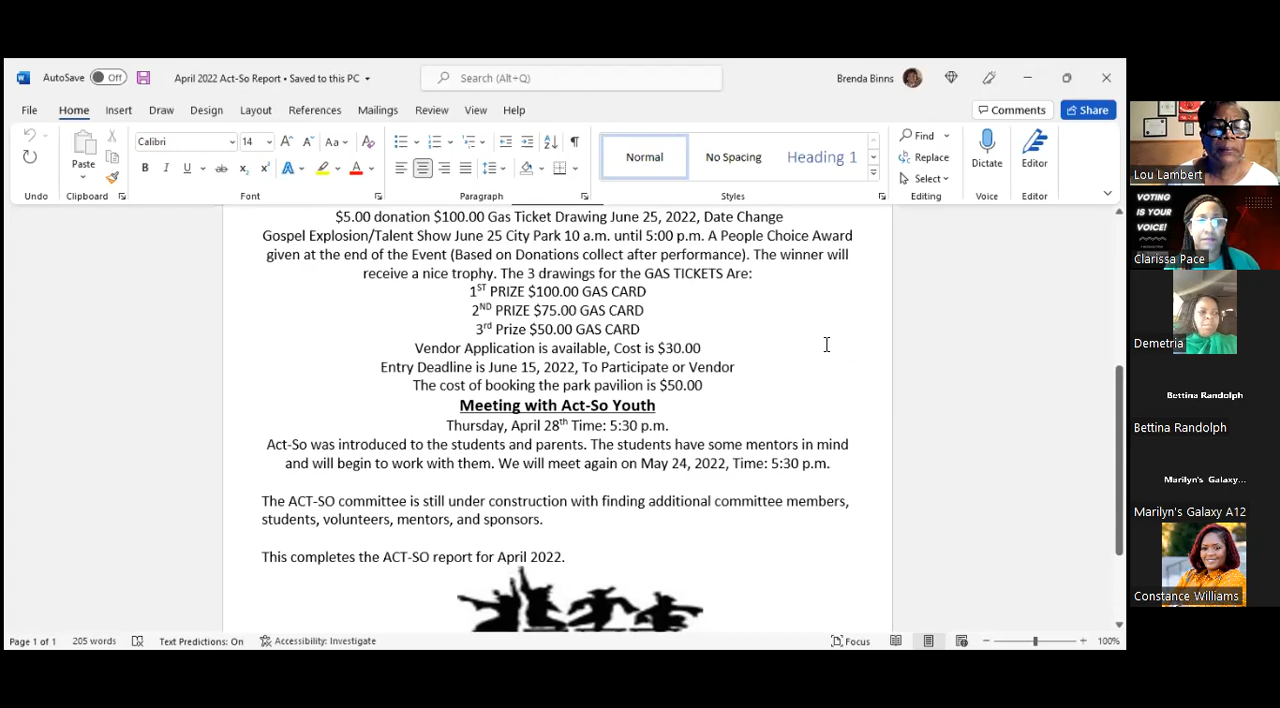 AutoSave Off April 2022 Act-So Report • Saved to this PC Search (Alt+Q) Brenda Binns
File Home Insert Draw Design Layout References Mailings Review View Help Comments Share
Calibri 14 Aa Find
Paste Normal No Spacing Heading 1 Replace Dictate Editor
B I U ab x2 x2 A A Select
Undo Clipboard Font Paragraph Styles Editing Voice Editor
$5.00 donation $100.00 Gas Ticket Drawing June 25, 2022, Date Change
Gospel Explosion/Talent Show June 25 City Park 10 a.m. until 5:00 p.m. A People Choice Award
given at the end of the Event (Based on Donations collect after performance). The winner will
receive a nice trophy. The 3 drawings for the GAS TICKETS Are:
1ST PRIZE $100.00 GAS CARD
2ND PRIZE $75.00 GAS CARD
3rd Prize $50.00 GAS CARD
Vendor Application is available, Cost is $30.00
Entry Deadline is June 15, 2022, To Participate or Vendor
The cost of booking the park pavilion is $50.00
Meeting with Act-So Youth
Thursday, April 28th Time: 5:30 p.m.
Act-So was introduced to the students and parents. The students have some mentors in mind
and will begin to work with them. We will meet again on May 24, 2022, Time: 5:30 p.m.
The ACT-SO committee is still under construction with finding additional committee members,
students, volunteers, mentors, and sponsors.
This completes the ACT-SO report for April 2022.
Page 1 of 1 205 words Text Predictions: On Accessibility: Investigate Focus 100%
Lou Lambert
VOTING
IS YOUR
VOICE!
Clarissa Pace
Demetria
Bettina Randolph
Bettina Randolph
Marilyn's Galaxy...
Marilyn's Galaxy A12
Constance Williams